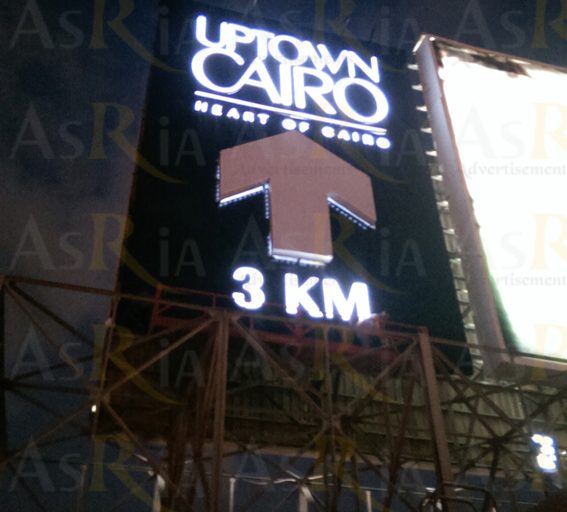 UPTOWN
CAIRO
HEART OF CAIRO
3 KM
AsRiA
Advertisement